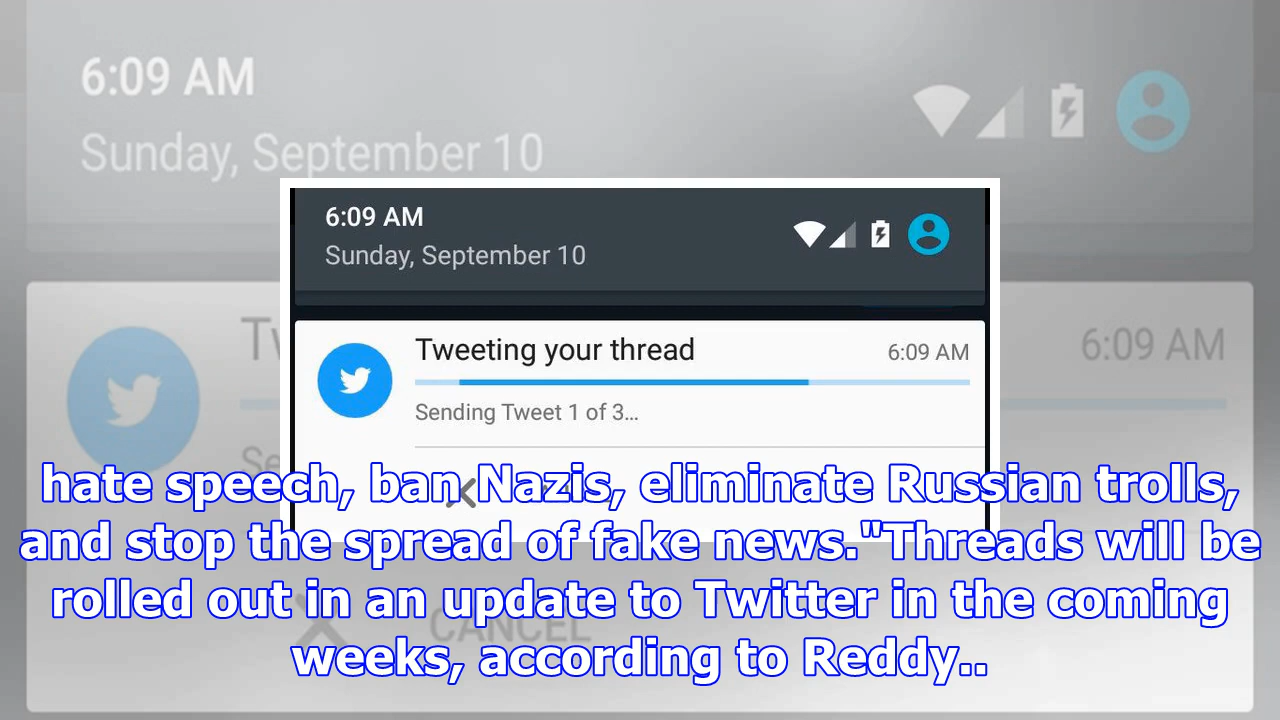 6:09 AM
Sunday, September 10
6:09 AM
Sunday, September 10
Tweeting your thread
6:09 AM
6:09 AM
Sending Tweet 1 of 3...
hate speech, ban Nazis, eliminate Russian trolls,
and stop the spread of fake news."Threads will be
rolled out in an update to Twitter in the coming
weeks, according to Reddy..
CANCEL